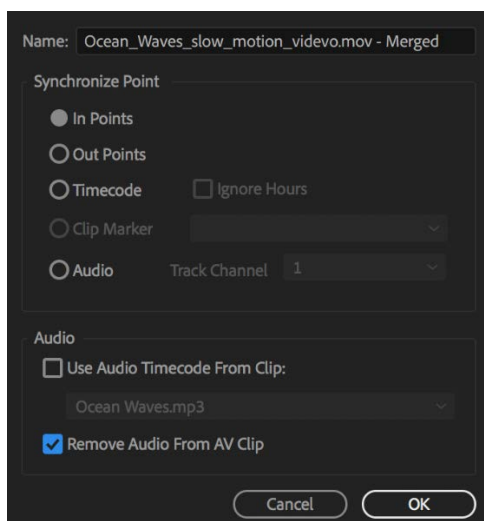 Name: Ocean_Waves_slow_motion_videvo.mov - Merged
Synchronize Point
In Points
Out Points
Timecode Ignore Hours
Clip Marker
Audio Track Channel 1
Audio
Use Audio Timecode From Clip:
Ocean Waves.mp3
Remove Audio From AV Clip
Cancel OK